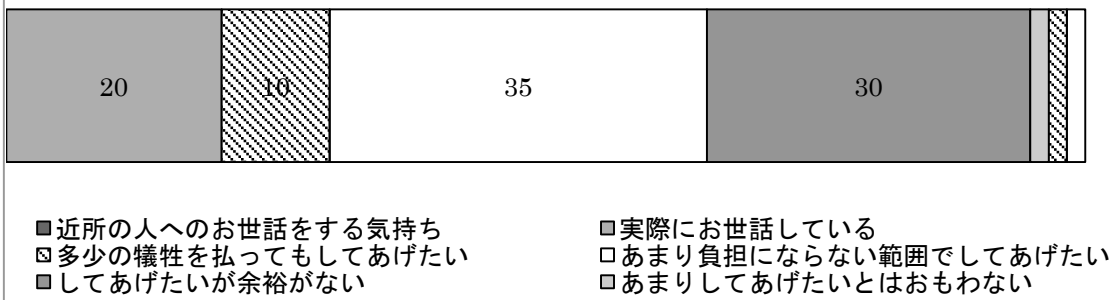 20 10 35 30
近所の人へのお世話をする気持ち 実際にお世話している
多少の犠牲を払ってもしてあげたい あまり負担にならない範囲でしてあげたい
してあげたいが余裕がない あまりしてあげたいとはおもわない